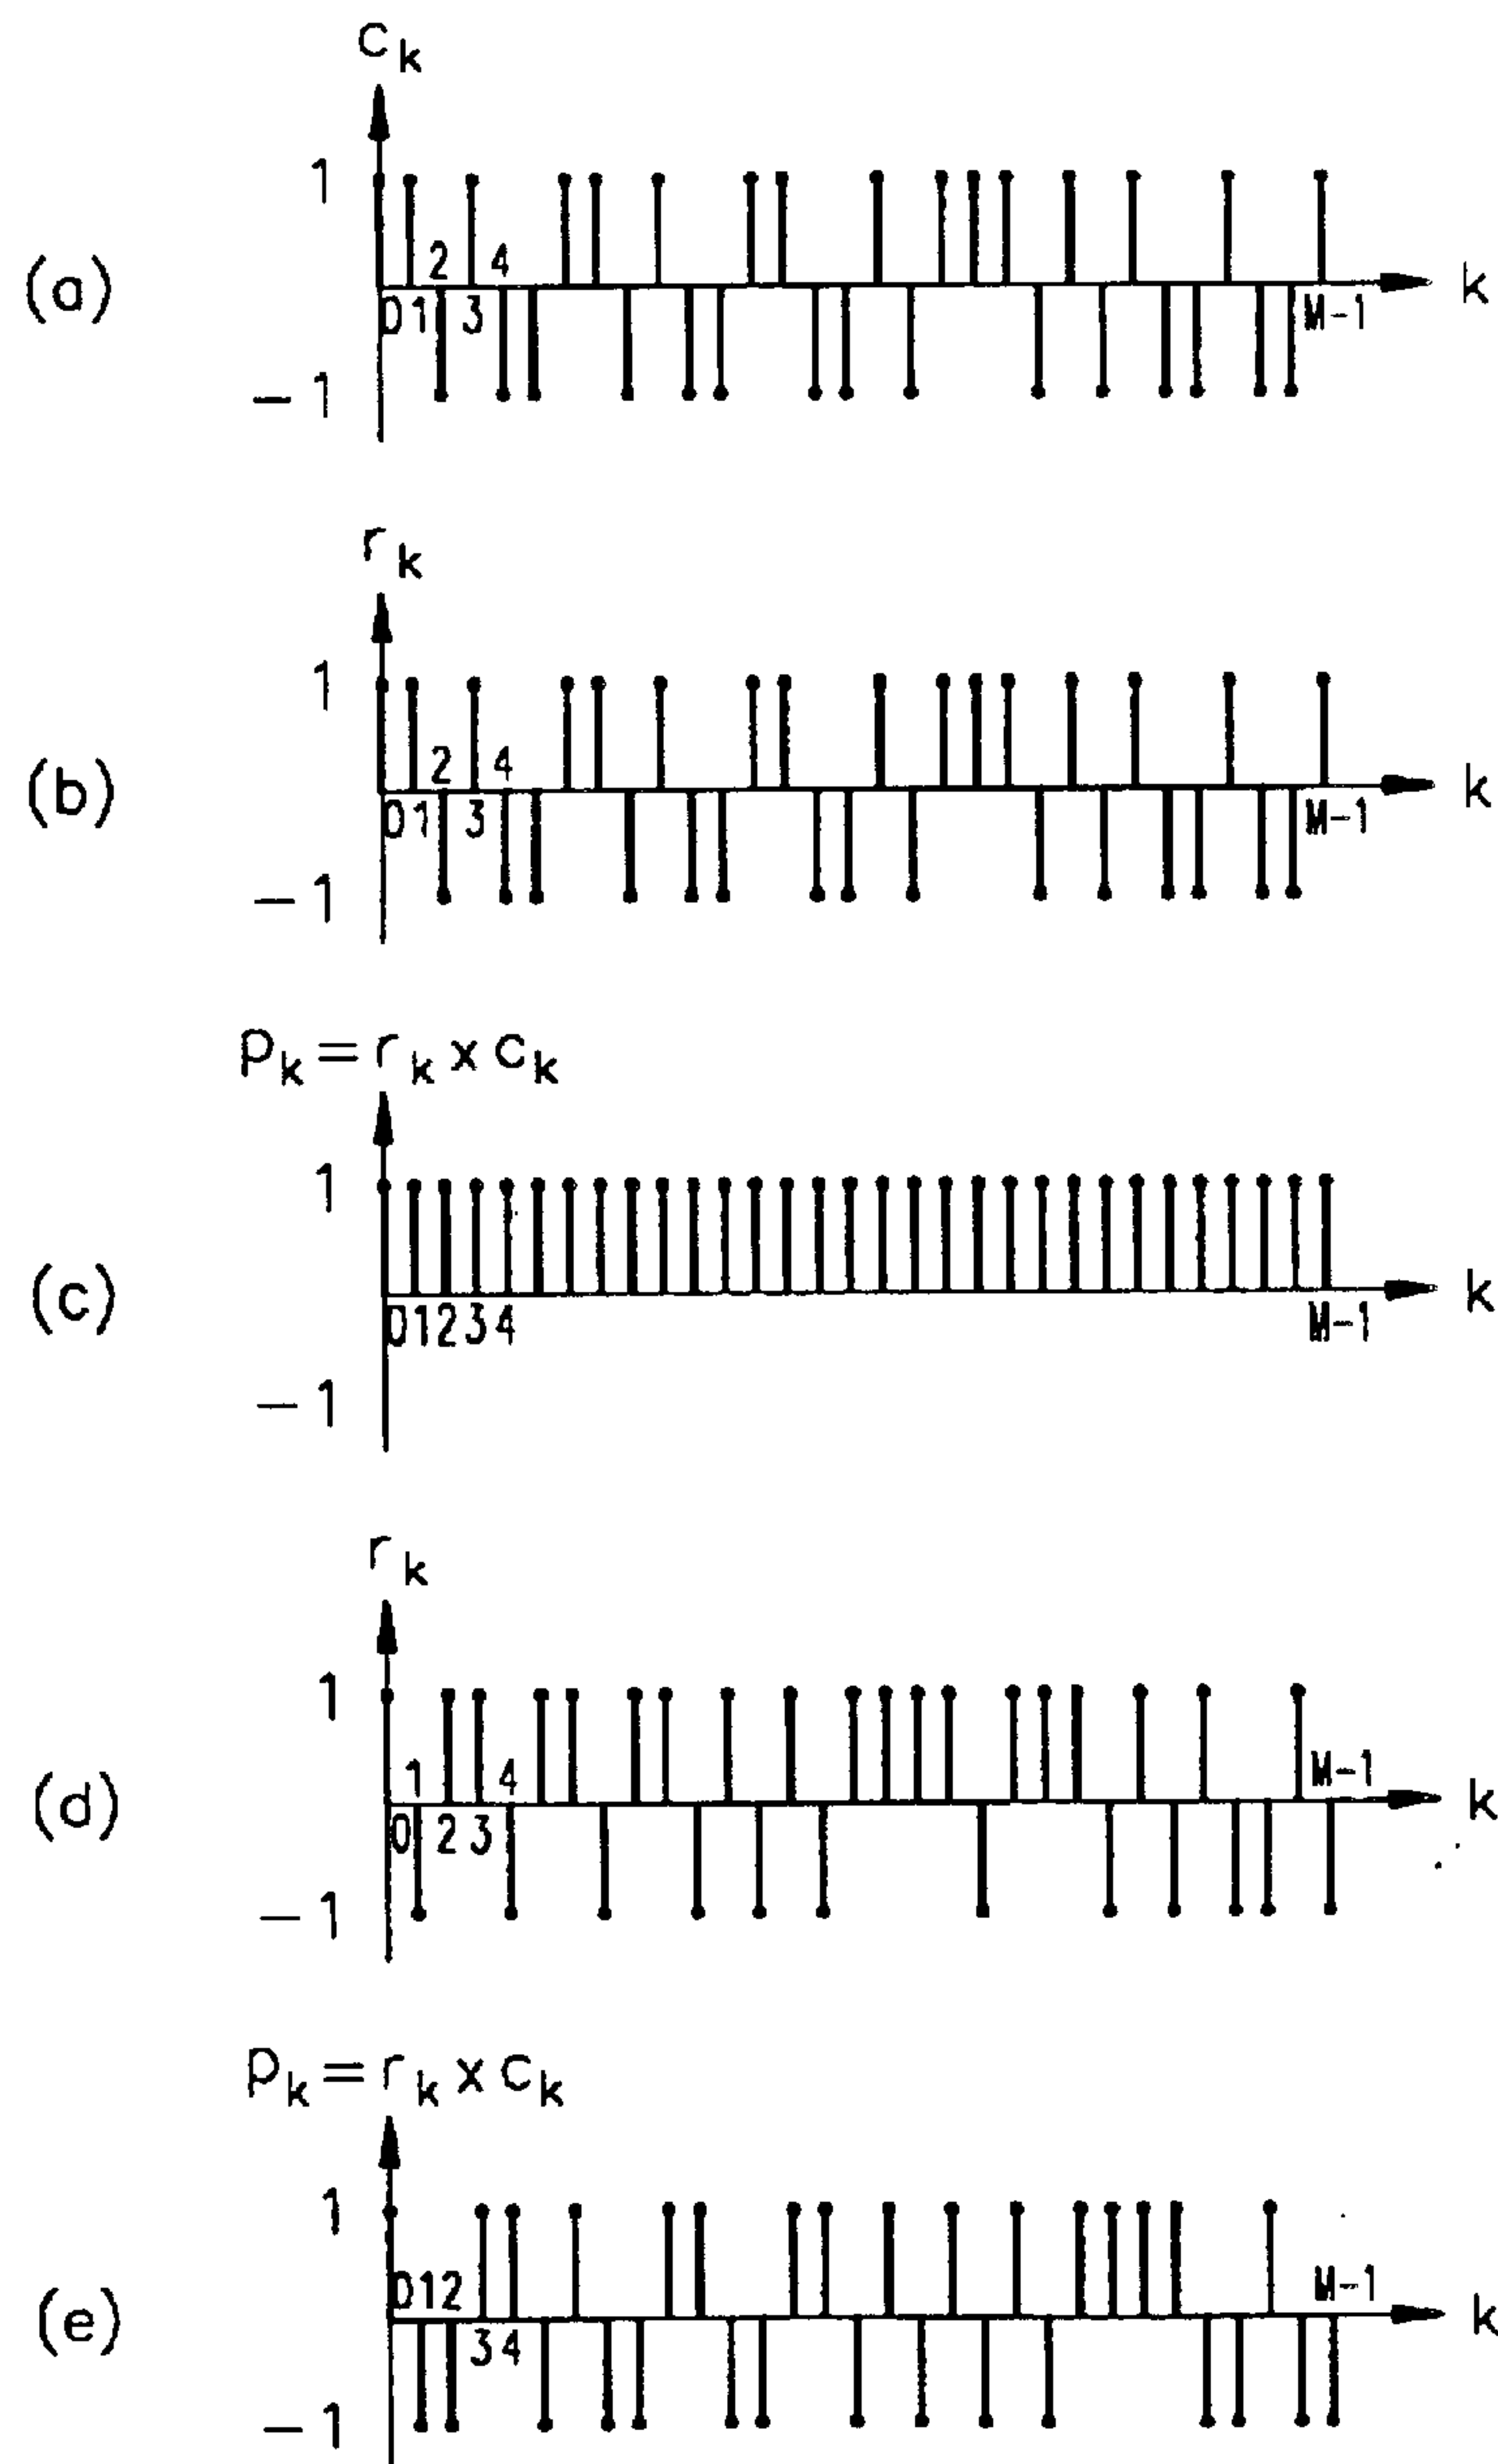 c_k
1
(a)
2 4
0 1 3 M-1 k
-1
r_k
1
(b)
2 4
0 1 3 M-1 k
-1
p_k = r_k x c_k
1
(c)
0 1 2 3 4 M-1 k
-1
r_k
1
(d)
1 4 M-1
0 2 3 k
-1
p_k = r_k x c_k
1
(e)
0 1 2 M-1
3 4 k
-1